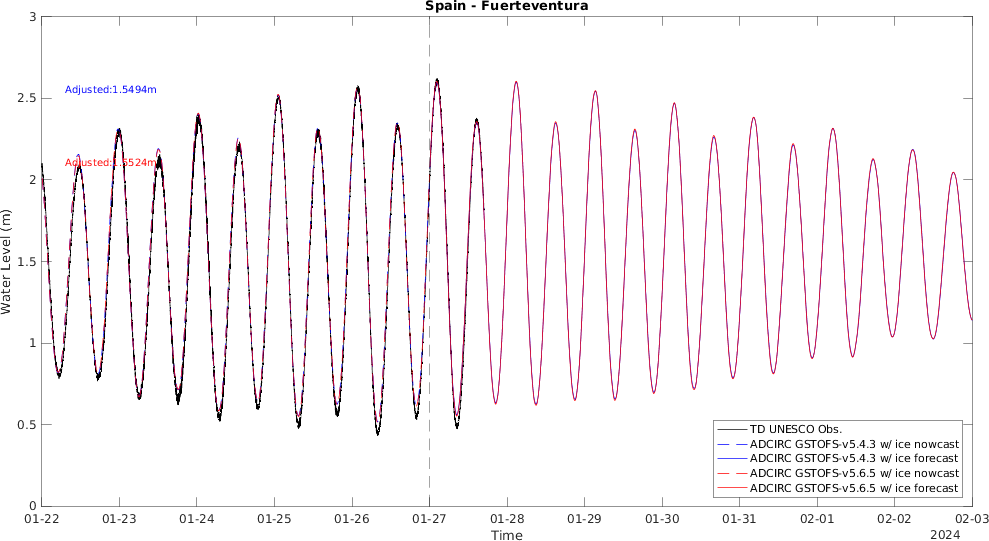 Spain - Fuerteventura
3
2.5
2
1.5
1
0.5
0
Water Level (m)
Adjusted:1.5494m
TD UNESCO Obs.
ADCIRC GSTOFS-v5.4.3 w/ ice nowcast
ADCIRC GSTOFS-v5.4.3 w/ ice forecast
ADCIRC GSTOFS-v5.6.5 w/ ice nowcast
ADCIRC GSTOFS-v5.6.5 w/ ice forecast
01-22 01-23 01-24 01-25 01-26 01-27 01-28 01-29 01-30 01-31 02-01 02-02 02-03
Time
2024